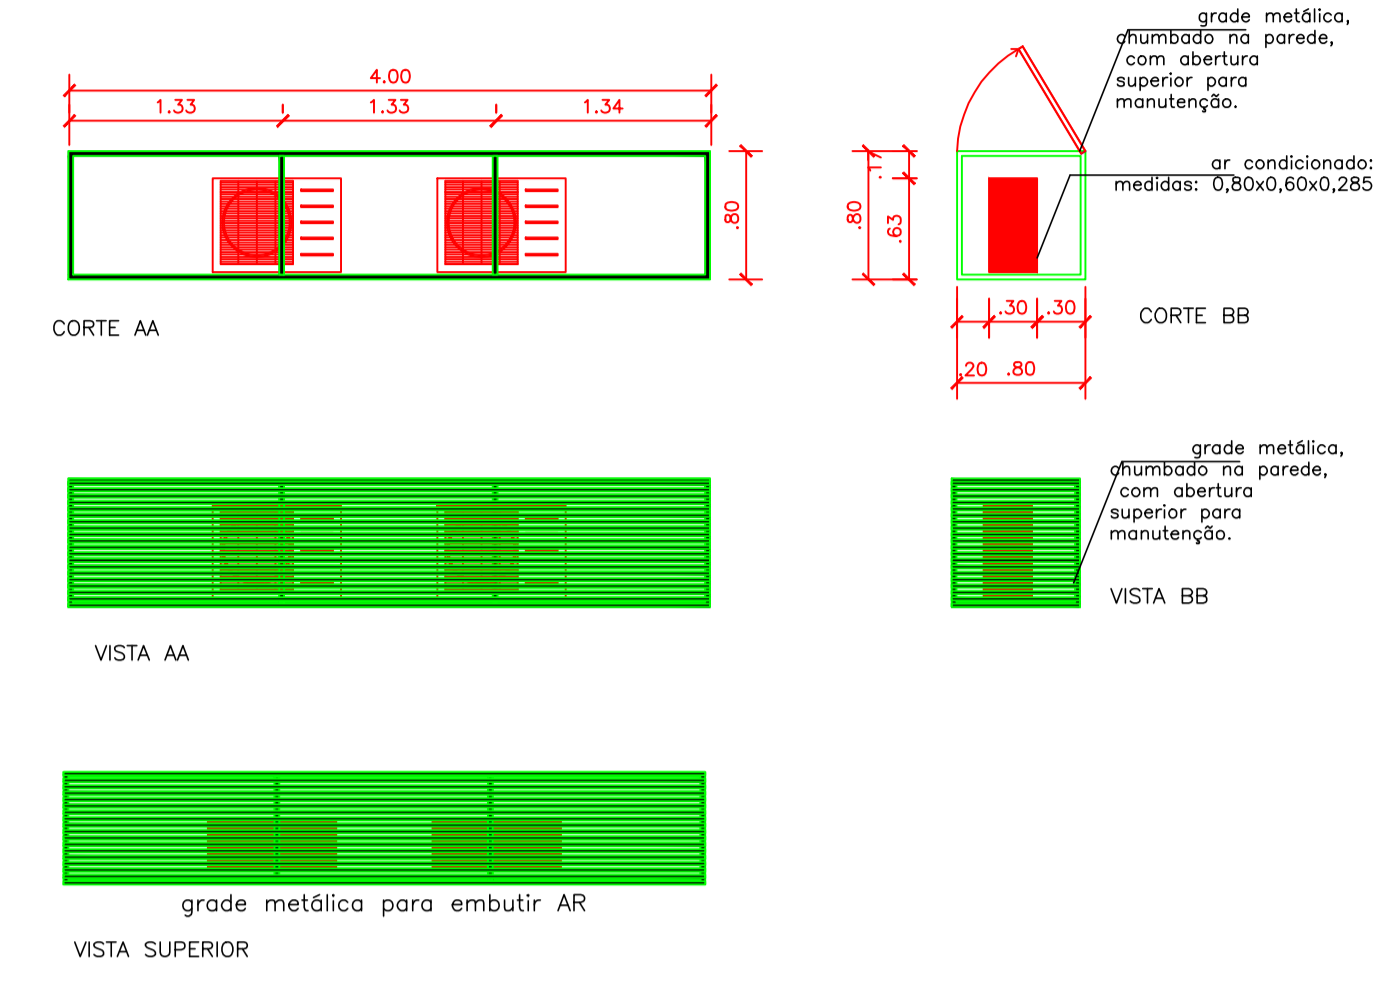 4.00
1.33 1.33 1.34
.80
CORTE AA
grade metálica,
chumbado na parede,
com abertura
superior para
manutenção.
ar condicionado:
medidas: 0,80x0,60x0,285
.17
.80
.63
.30 .30
.20 .80
CORTE BB
VISTA AA
grade metálica,
chumbado na parede,
com abertura
superior para
manutenção.
VISTA BB
grade metálica para embutir AR
VISTA SUPERIOR